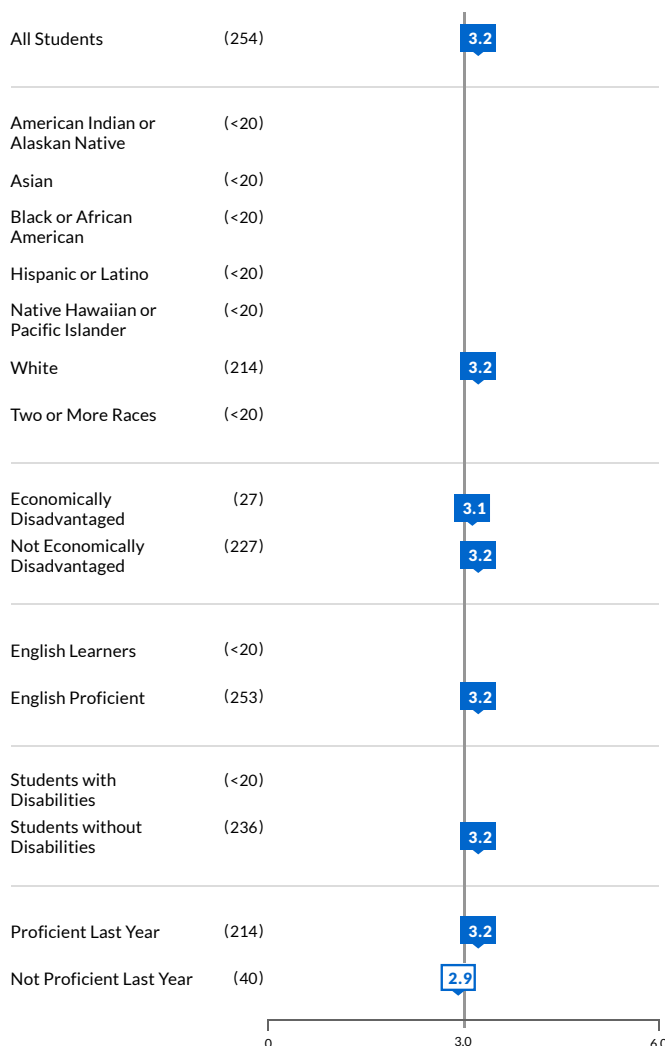 All Students (254) 3.2
American Indian or
Alaskan Native (<20)
Asian (<20)
Black or African
American (<20)
Hispanic or Latino (<20)
Native Hawaiian or
Pacific Islander (<20)
White (214) 3.2
Two or More Races (<20)
Economically
Disadvantaged (27) 3.1
Not Economically
Disadvantaged (227) 3.2
English Learners (<20)
English Proficient (253) 3.2
Students with
Disabilities (<20)
Students without
Disabilities (236) 3.2
Proficient Last Year (214) 3.2
Not Proficient Last Year (40) 2.9
0 3.0 6.0